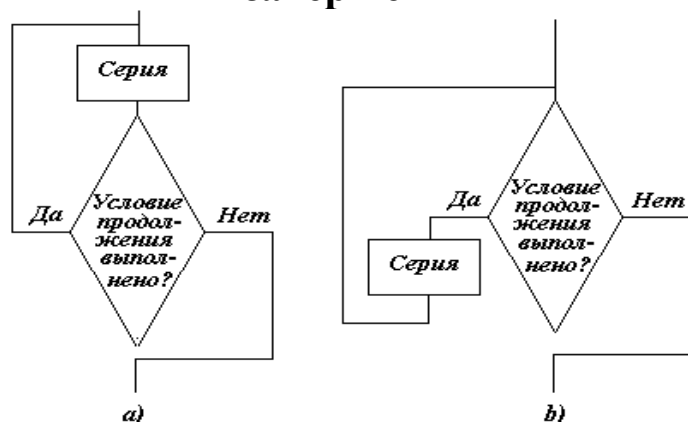 Серия
Условие
продол-
жения
выпол-
нено?
Да
Нет
a)
Условие
продол-
жения
выпол-
нено?
Да
Нет
Серия
b)